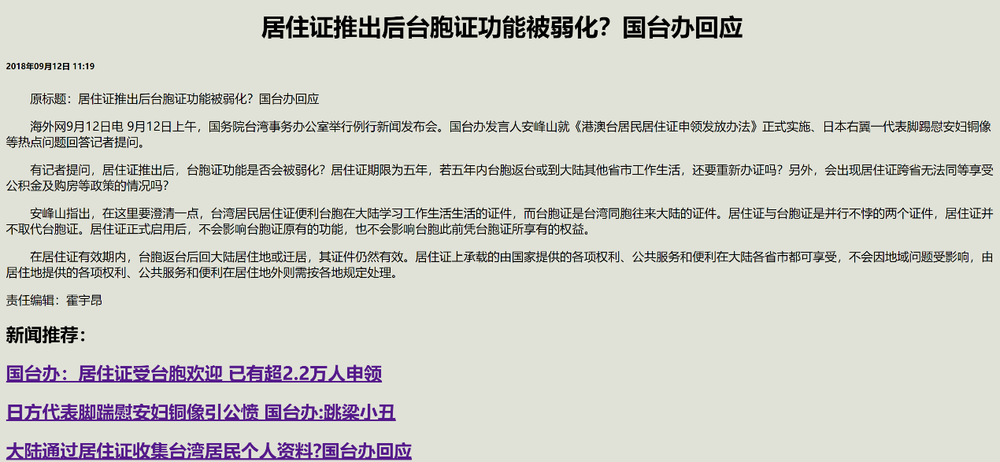 居住证推出后台胞证功能被弱化？国台办回应
2018年09月12日 11:19
原标题：居住证推出后台胞证功能被弱化？国台办回应
海外网9月12日电 9月12日上午，国务院台湾事务办公室举行例行新闻发布会。国台办发言人安峰山就《港澳台居民居住证申领发放办法》正式实施、日本右翼一代表脚踢慰安妇铜像
等热点问题回答记者提问。
有记者提问，居住证推出后，台胞证功能是否会被弱化？居住证期限为五年，若五年内台胞返台或到大陆其他省市工作生活，还要重新办证吗？另外，会出现居住证跨省无法同等享受
公积金及购房等政策的情况吗？
安峰山指出，在这里要澄清一点，台湾居民居住证便利台胞在大陆学习工作生活生活的证件，而台胞证是台湾同胞往来大陆的证件。居住证与台胞证是并行不悖的两个证件，居住证并
不取代台胞证。居住证正式启用后，不会影响台胞证原有的功能，也不会影响台胞此前凭台胞证所享有的权益。
在居住证有效期内，台胞返台后回大陆居住地或迁居，其证件仍然有效。居住证上承载的由国家提供的各项权利、公共服务和便利在大陆各省市都可享受，不会因地域问题受影响，由
居住地提供的各项权利、公共服务和便利在居住地外则需按各地规定处理。
责任编辑：霍宇昂
新闻推荐：
国台办：居住证受台胞欢迎 已有超2.2万人申领
日方代表脚踹慰安妇铜像引公愤 国台办:跳梁小丑
大陆通过居住证收集台湾居民个人资料?国台办回应